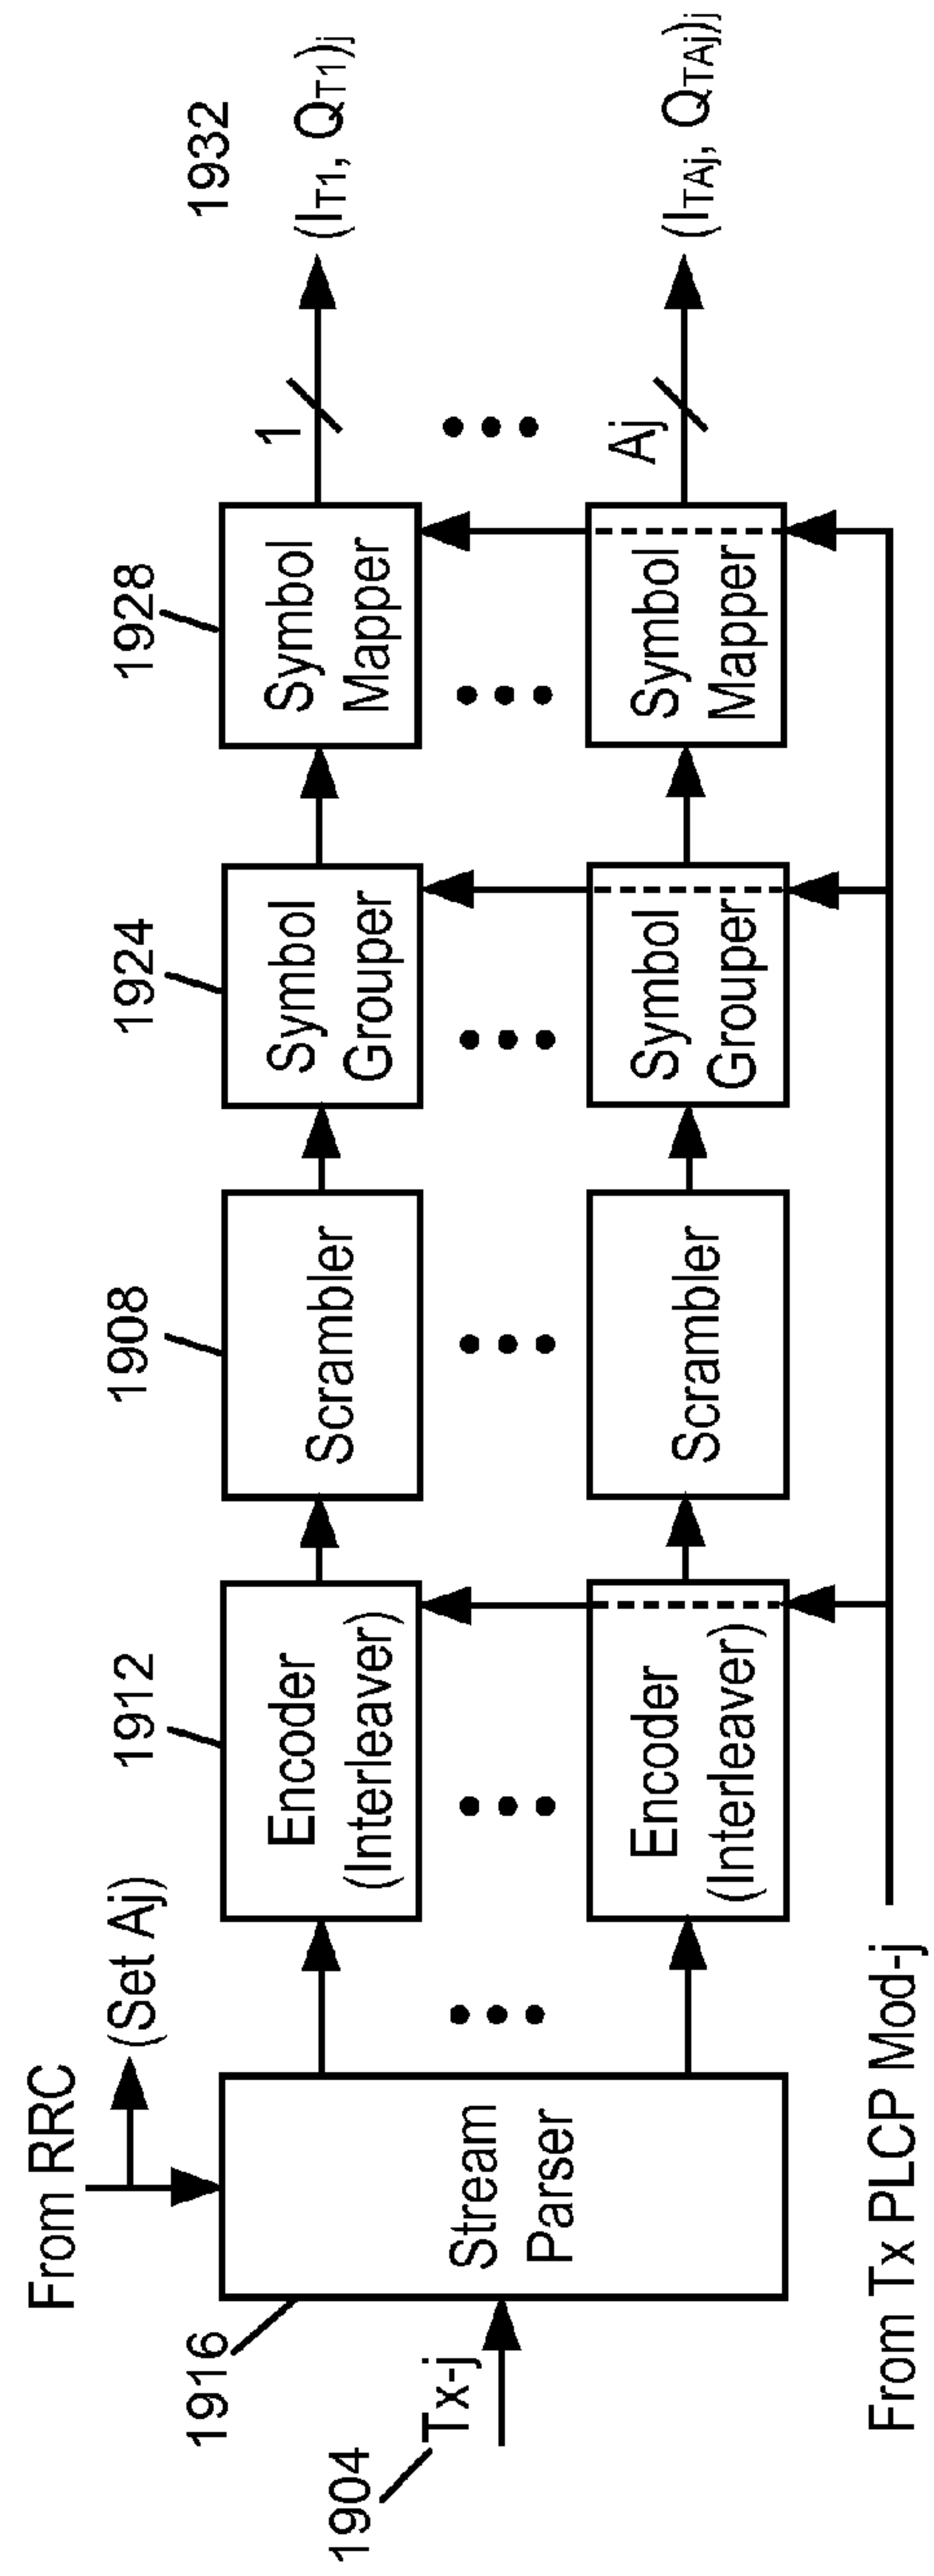 From RRC
(Set Aj)
1916
1904
Tx-j
Stream
Parser
1912
Encoder
(Interleaver)
1908
Scrambler
1924
Symbol
Grouper
1928
Symbol
Mapper
1
1932
(IT1, QT1)j
Encoder
(Interleaver)
Scrambler
Symbol
Grouper
Symbol
Mapper
Aj
(ITAj, QTAj)j
From Tx PLCP Mod-j